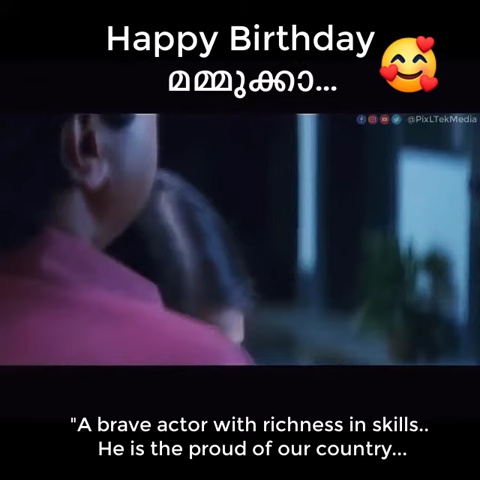 Happy Birthday
മമ്മുക്കാ...
@PixLTekMedia
"A brave actor with richness in skills..
He is the proud of our country...